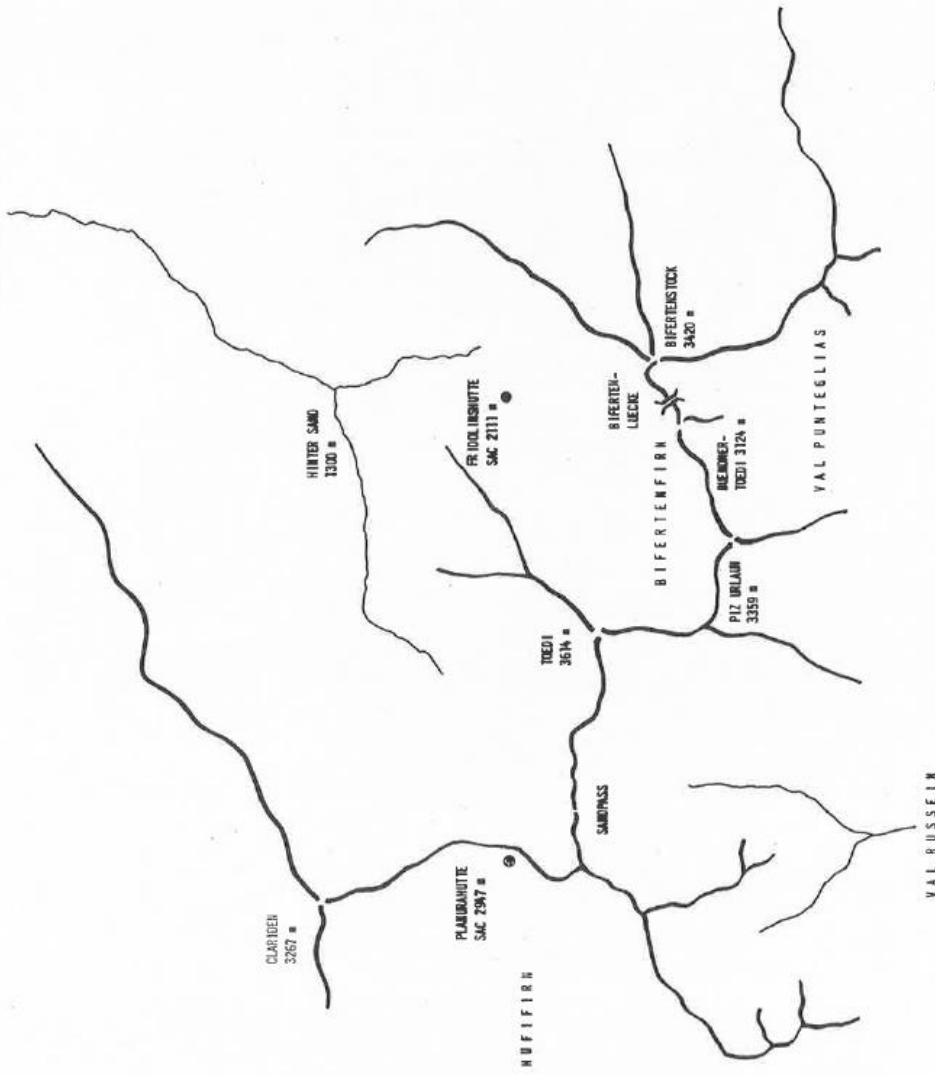 CLARIDEN
3267 m
HINTER SAND
1300 m
PLANURAHUTTE
SAC 2947 m
FRIDOLINSHUTTE
SAC 2111 m
HUFIFIRN
TOEDI
3614 m
SANDPASS
BIFERTEN-
LUECKE
BIFERTENFIRN
BIFERTENSTOCK
3420 m
BUENDNER-
TOEDI 3124 m
PIZ URLAUN
3359 m
VAL PUNTEGLIAS
VAL RUSSEIN